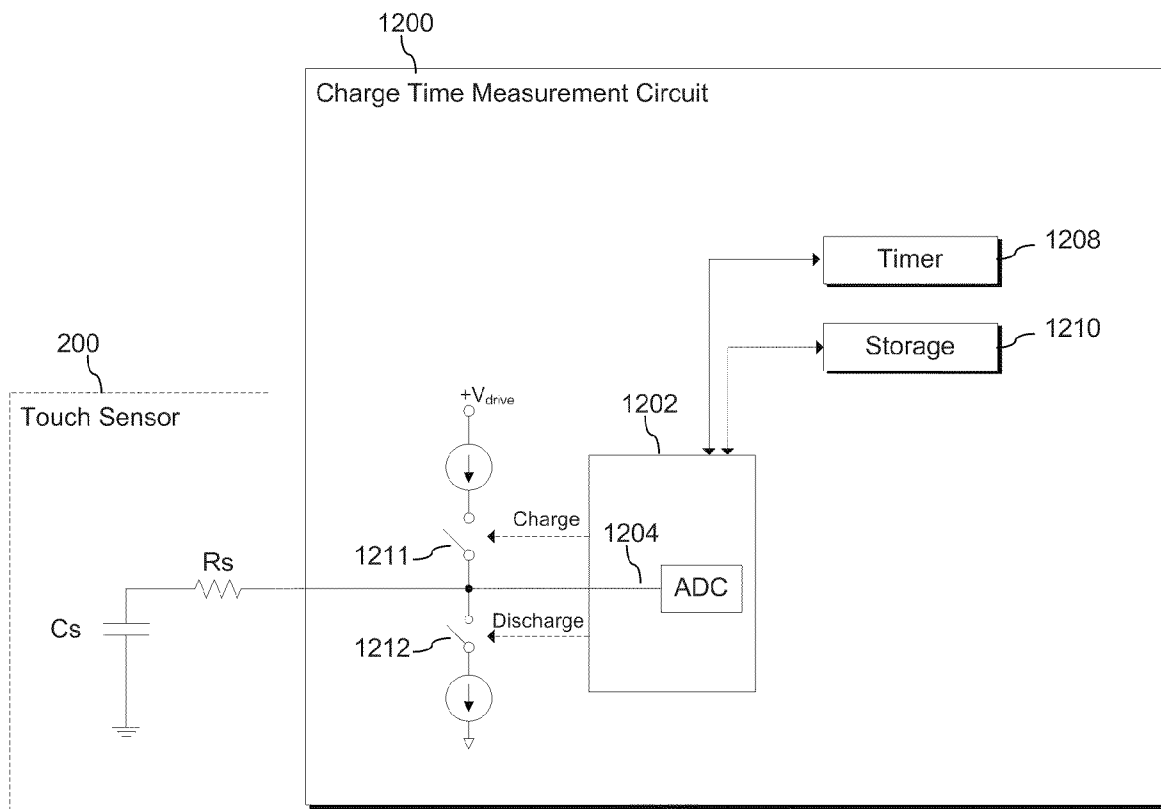 1200
Charge Time Measurement Circuit
Timer
1208
Storage
1210
200
Touch Sensor
+Vdrive
1202
Charge
1204
1211
Rs
ADC
Cs
Discharge
1212